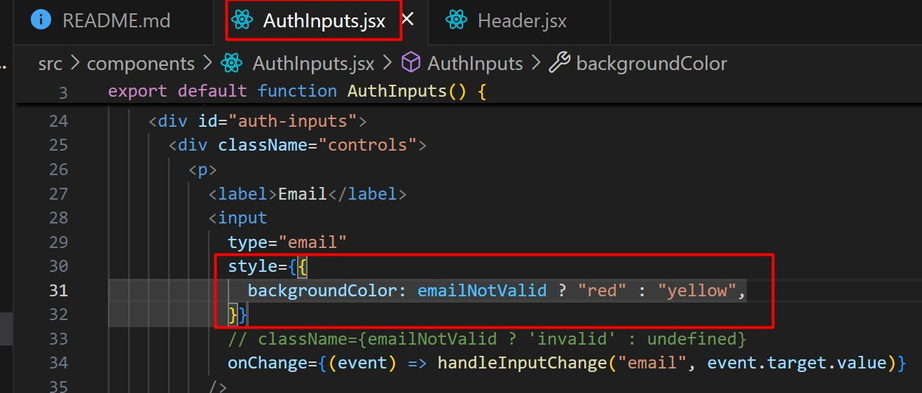 README.md AuthInputs.jsx Header.jsx
src > components > AuthInputs.jsx > AuthInputs > backgroundColor
3 export default function AuthInputs() {
24 <div id="auth-inputs">
25 <div className="controls">
26 <p>
27 <label>Email</label>
28 <input
29 type="email"
30 style={{
31 backgroundColor: emailNotValid ? "red" : "yellow",
32 }}
33 // className={emailNotValid ? 'invalid' : undefined}
34 onChange={(event) => handleInputChange("email", event.target.value)}
35 />